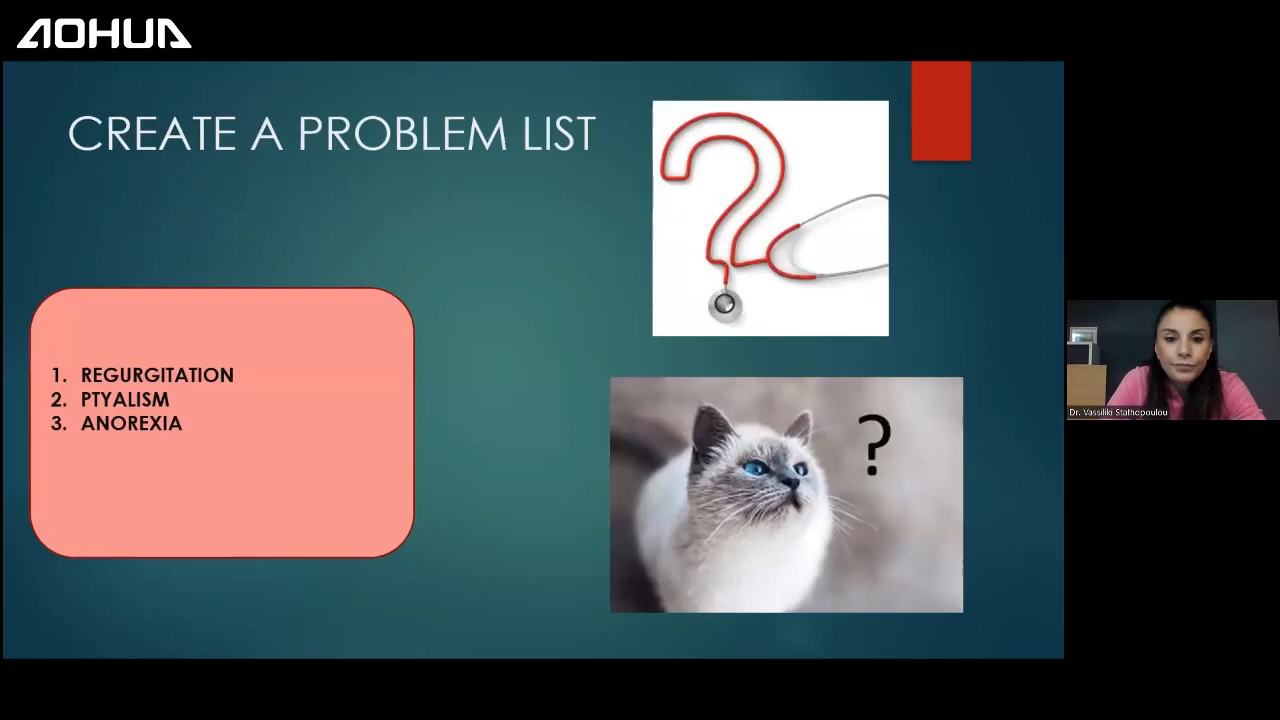 AOHUA
CREATE A PROBLEM LIST
1. REGURGITATION
2. PTYALISM
3. ANOREXIA
?
Dr. Vassiliki Stathopoulou